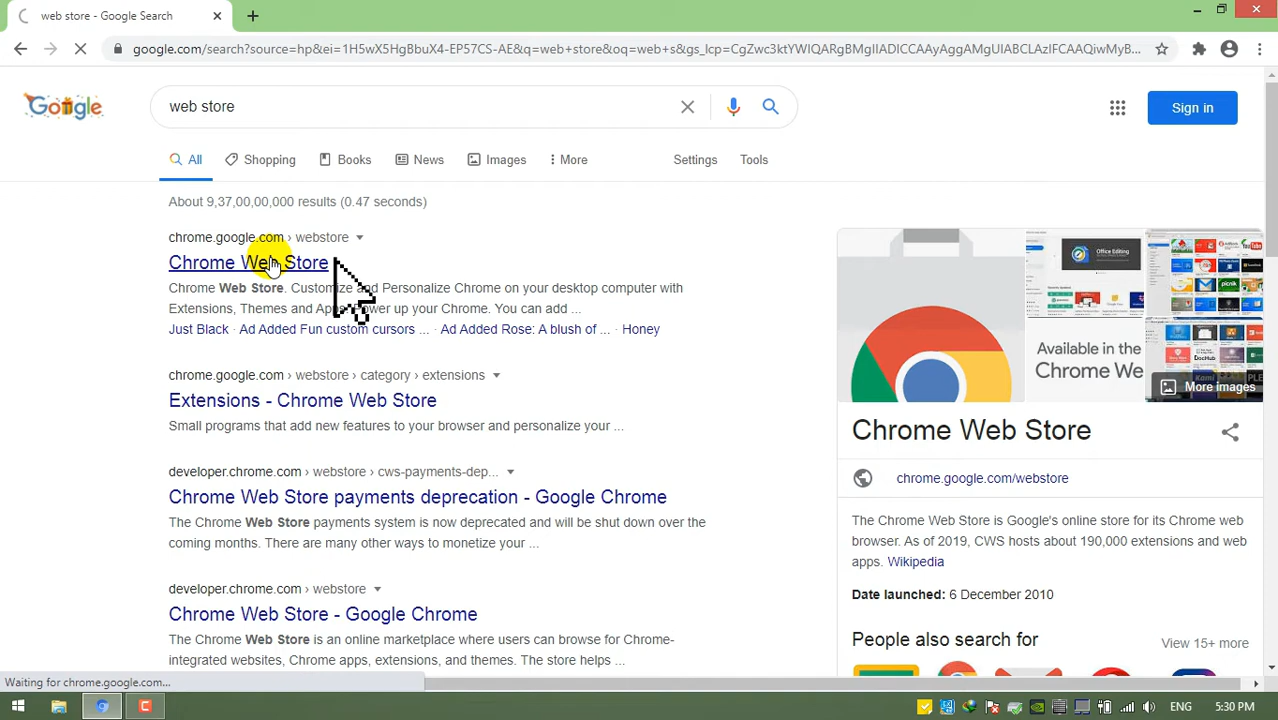 web store - Google Search
google.com/search?source=hp&ei=1H5wX5HgBbuX4-EP57CS-AE&q=web+store&oq=web+s&gs_lcp=CgZwc3ktYWIQARgBMgIIADICCAAyAggAMgUIABCLAzIFCAAQiwMyB...
Google
web store
Sign in
All
Shopping
Books
News
Images
More
Settings
Tools
About 9,37,00,00,000 results (0.47 seconds)
chrome.google.com › webstore
Chrome Web Store
Chrome Web Store. Customize and Personalize Chrome on your desktop computer with
Extensions, Themes and power up your Chrome. you can add ...
Just Black · Ad Added Fun custom cursors ... · A blush of ... · Honey
chrome.google.com › webstore › category › extensions
Extensions - Chrome Web Store
Small programs that add new features to your browser and personalize your ...
developer.chrome.com › webstore › cws-payments-dep...
Chrome Web Store payments deprecation - Google Chrome
The Chrome Web Store payments system is now deprecated and will be shut down over the
coming months. There are many other ways to monetize your ...
developer.chrome.com › webstore
Chrome Web Store - Google Chrome
The Chrome Web Store is an online marketplace where users can browse for Chrome-
integrated websites, Chrome apps, extensions, and themes. The store helps ...
Office Editing
picnik
Available in the
Chrome We
DocHub
Kami
More images
Chrome Web Store
chrome.google.com/webstore
The Chrome Web Store is Google's online store for its Chrome web
browser. As of 2019, CWS hosts about 190,000 extensions and web
apps. Wikipedia
Date launched: 6 December 2010
People also search for
View 15+ more
Waiting for chrome.google.com...
ENG
5:30 PM